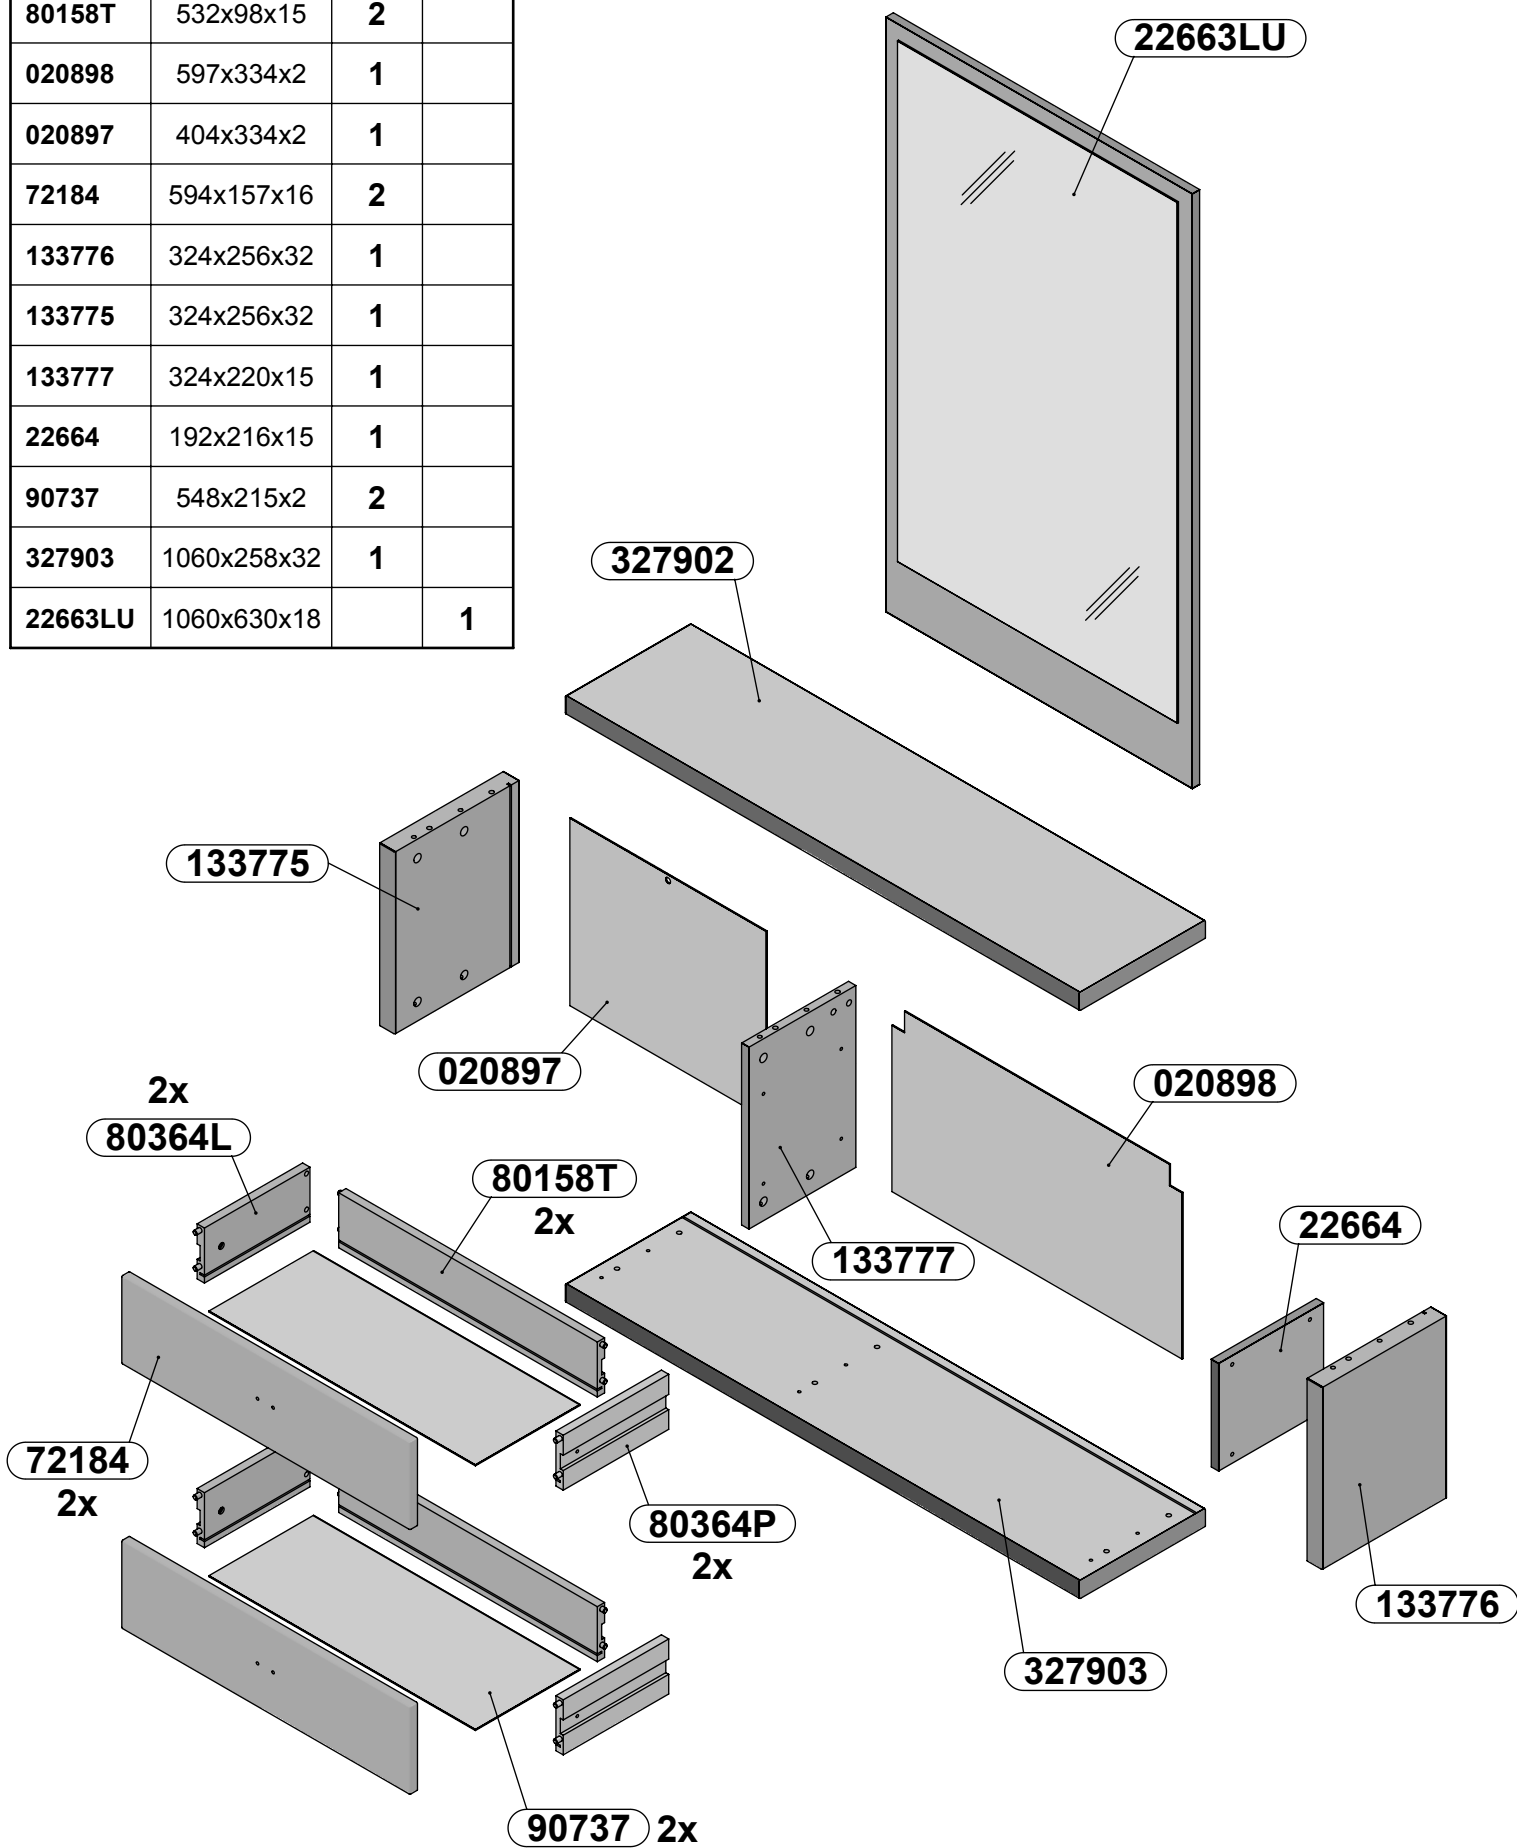 80158T 532x98x15 2
020898 597x334x2 1
020897 404x334x2 1
72184 594x157x16 2
133776 324x256x32 1
133775 324x256x32 1
133777 324x220x15 1
22664 192x216x15 1
90737 548x215x2 2
327903 1060x258x32 1
22663LU 1060x630x18 1
22663LU
327902
133775
020897
020898
2x
80364L
80158T
2x
133777
22664
72184
2x
80364P
2x
133776
327903
90737 2x